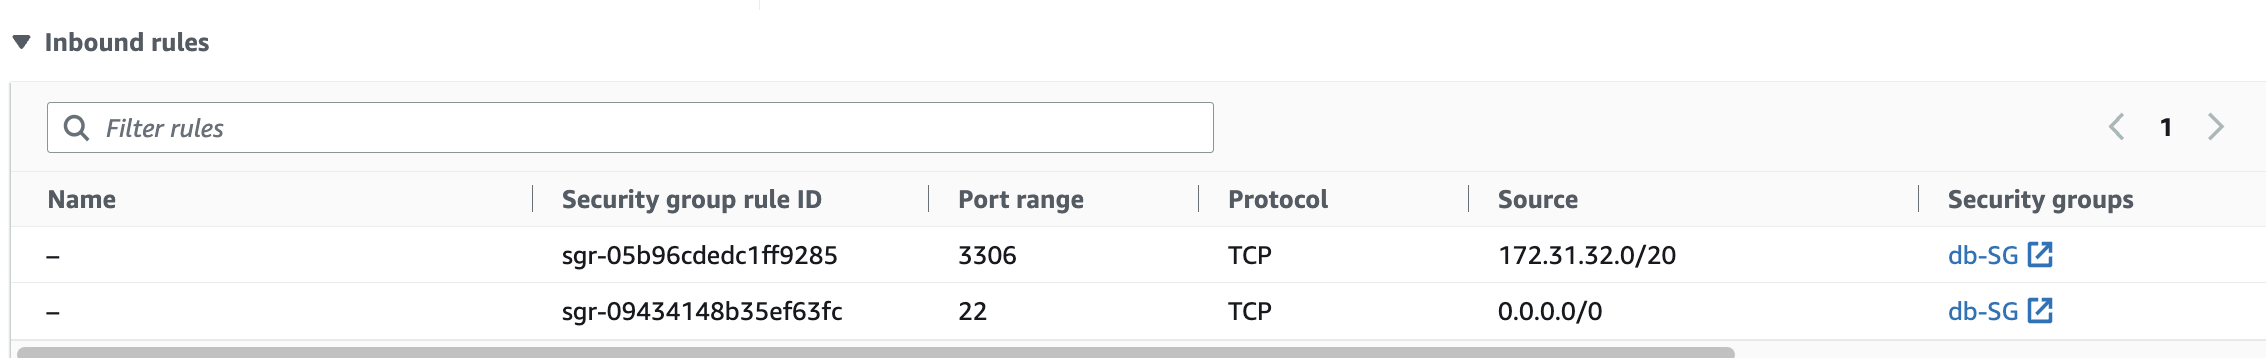 Inbound rules
Filter rules
1
Name Security group rule ID Port range Protocol Source Security groups
– sgr-05b96cdedc1ff9285 3306 TCP 172.31.32.0/20 db-SG
– sgr-09434148b35ef63fc 22 TCP 0.0.0.0/0 db-SG